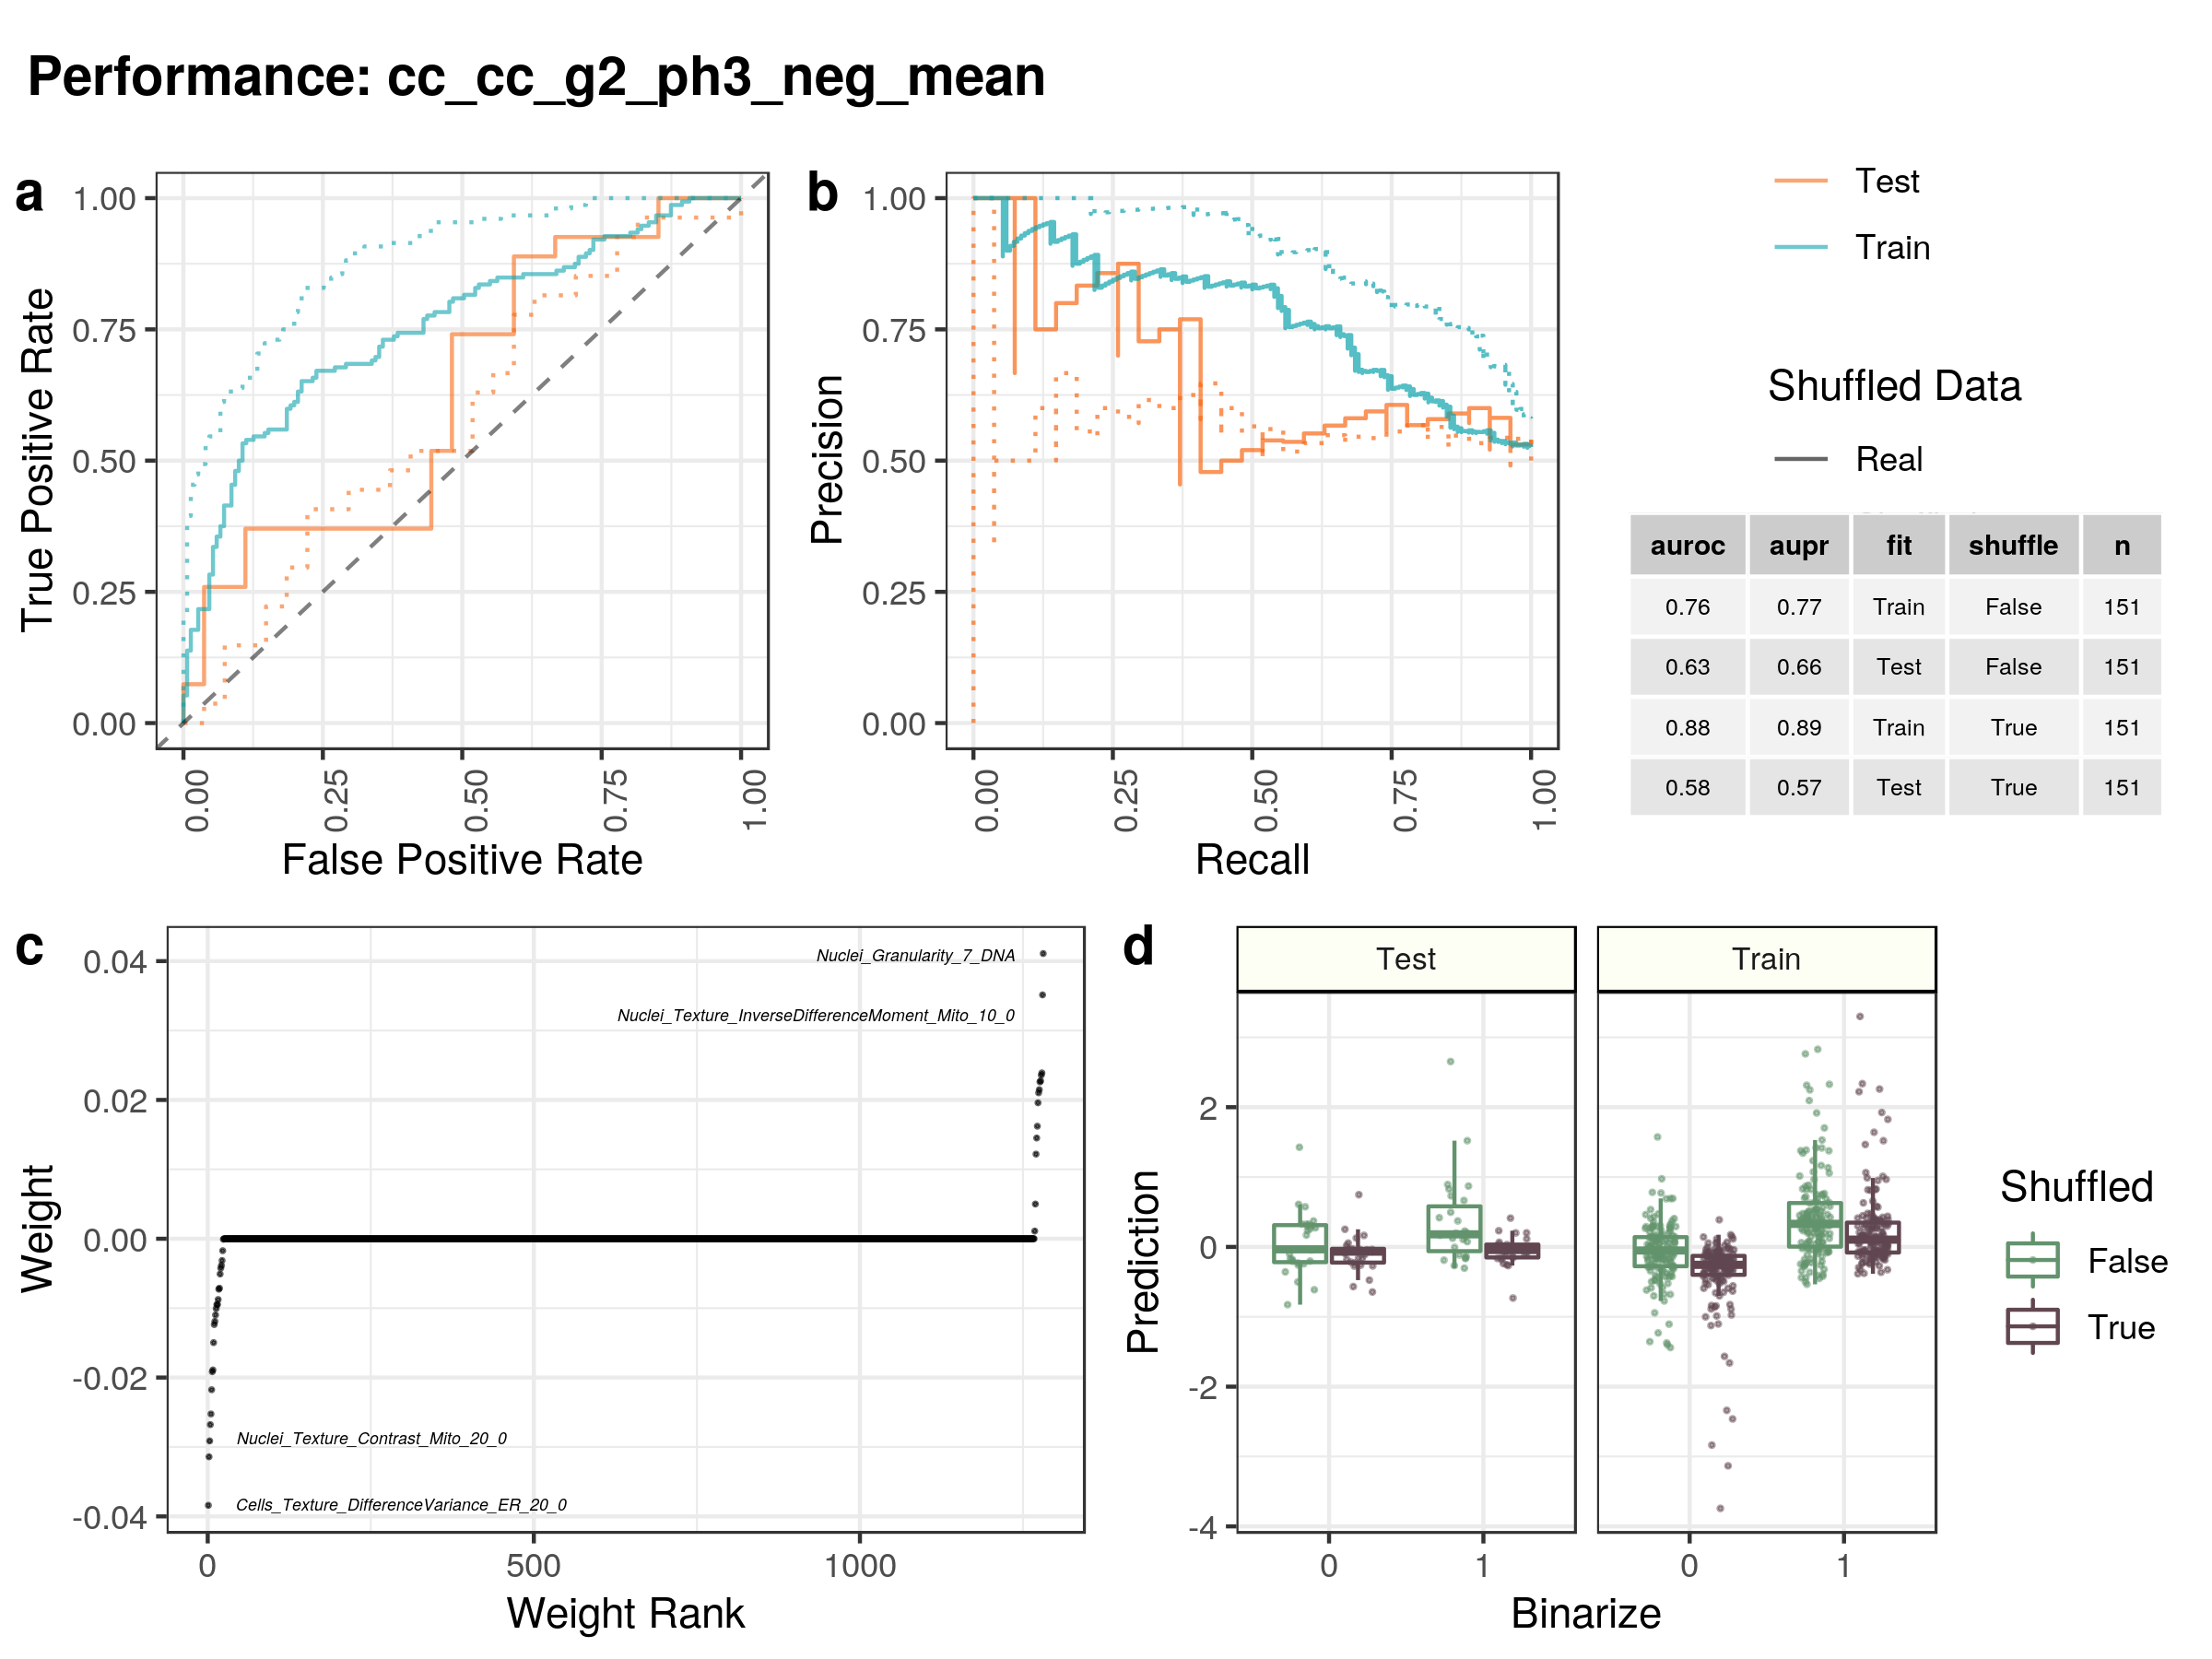 Performance: cc_cc_g2_ph3_neg_mean
a
1.00
0.75
0.50
0.25
0.00
True Positive Rate
0.00
0.25
0.50
0.75
1.00
False Positive Rate
b
1.00
0.75
0.50
0.25
0.00
Precision
0.00
0.25
0.50
0.75
1.00
Recall
Test
Train
Shuffled Data
Real
auroc aupr fit shuffle n
0.76 0.77 Train False 151
0.63 0.66 Test False 151
0.88 0.89 Train True 151
0.58 0.57 Test True 151
c
0.04
0.02
0.00
-0.02
-0.04
Weight
Nuclei_Granularity_7_DNA
Nuclei_Texture_InverseDifferenceMoment_Mito_10_0
Nuclei_Texture_Contrast_Mito_20_0
Cells_Texture_DifferenceVariance_ER_20_0
0 500 1000
Weight Rank
d
Test Train
2
0
-2
-4
Prediction
0 1 0 1
Binarize
Shuffled
False
True